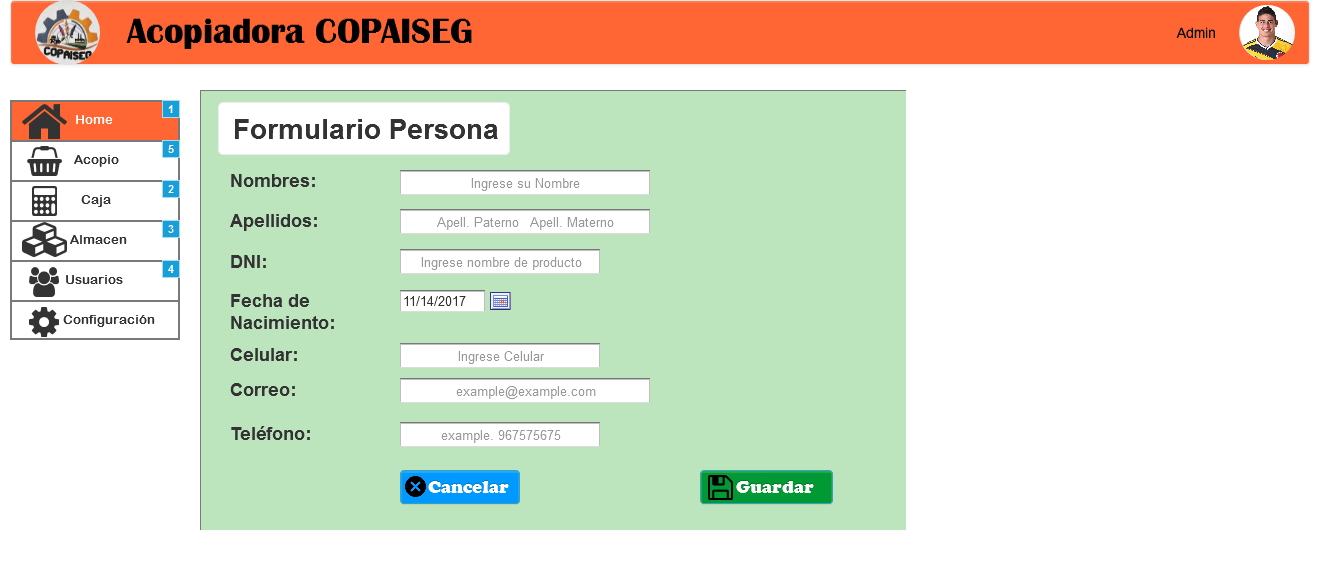 COPAISEG
Acopiadora COPAISEG
Admin
Home
1
Acopio
5
Caja
2
Almacen
3
Usuarios
4
Configuración
Formulario Persona
Nombres:
Ingrese su Nombre
Apellidos:
Apell. Paterno   Apell. Materno
DNI:
Ingrese nombre de producto
Fecha de
Nacimiento:
11/14/2017
Celular:
Ingrese Celular
Correo:
example@example.com
Teléfono:
example. 967575675
Cancelar
Guardar